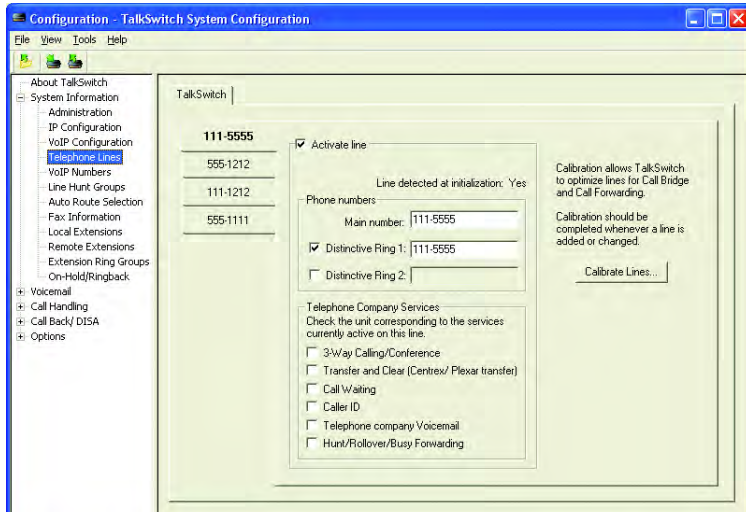 Configuration - TalkSwitch System Configuration
File View Tools Help
About TalkSwitch
System Information
Administration
IP Configuration
VoIP Configuration
Telephone Lines
VoIP Numbers
Line Hunt Groups
Auto Route Selection
Fax Information
Local Extensions
Remote Extensions
Extension Ring Groups
On-Hold/Ringback
Voicemail
Call Handling
Call Back/ DISA
Options
TalkSwitch
111-5555
555-1212
111-1212
555-1111
Activate line
Line detected at initialization: Yes
Phone numbers
Main number: 111-5555
Distinctive Ring 1: 111-5555
Distinctive Ring 2:
Telephone Company Services
Check the unit corresponding to the services
currently active on this line.
3-Way Calling/Conference
Transfer and Clear (Centrex/ Plexar transfer)
Call Waiting
Caller ID
Telephone company Voicemail
Hunt/Rollover/Busy Forwarding
Calibration allows TalkSwitch
to optimize lines for Call Bridge
and Call Forwarding.
Calibration should be
completed whenever a line is
added or changed.
Calibrate Lines...